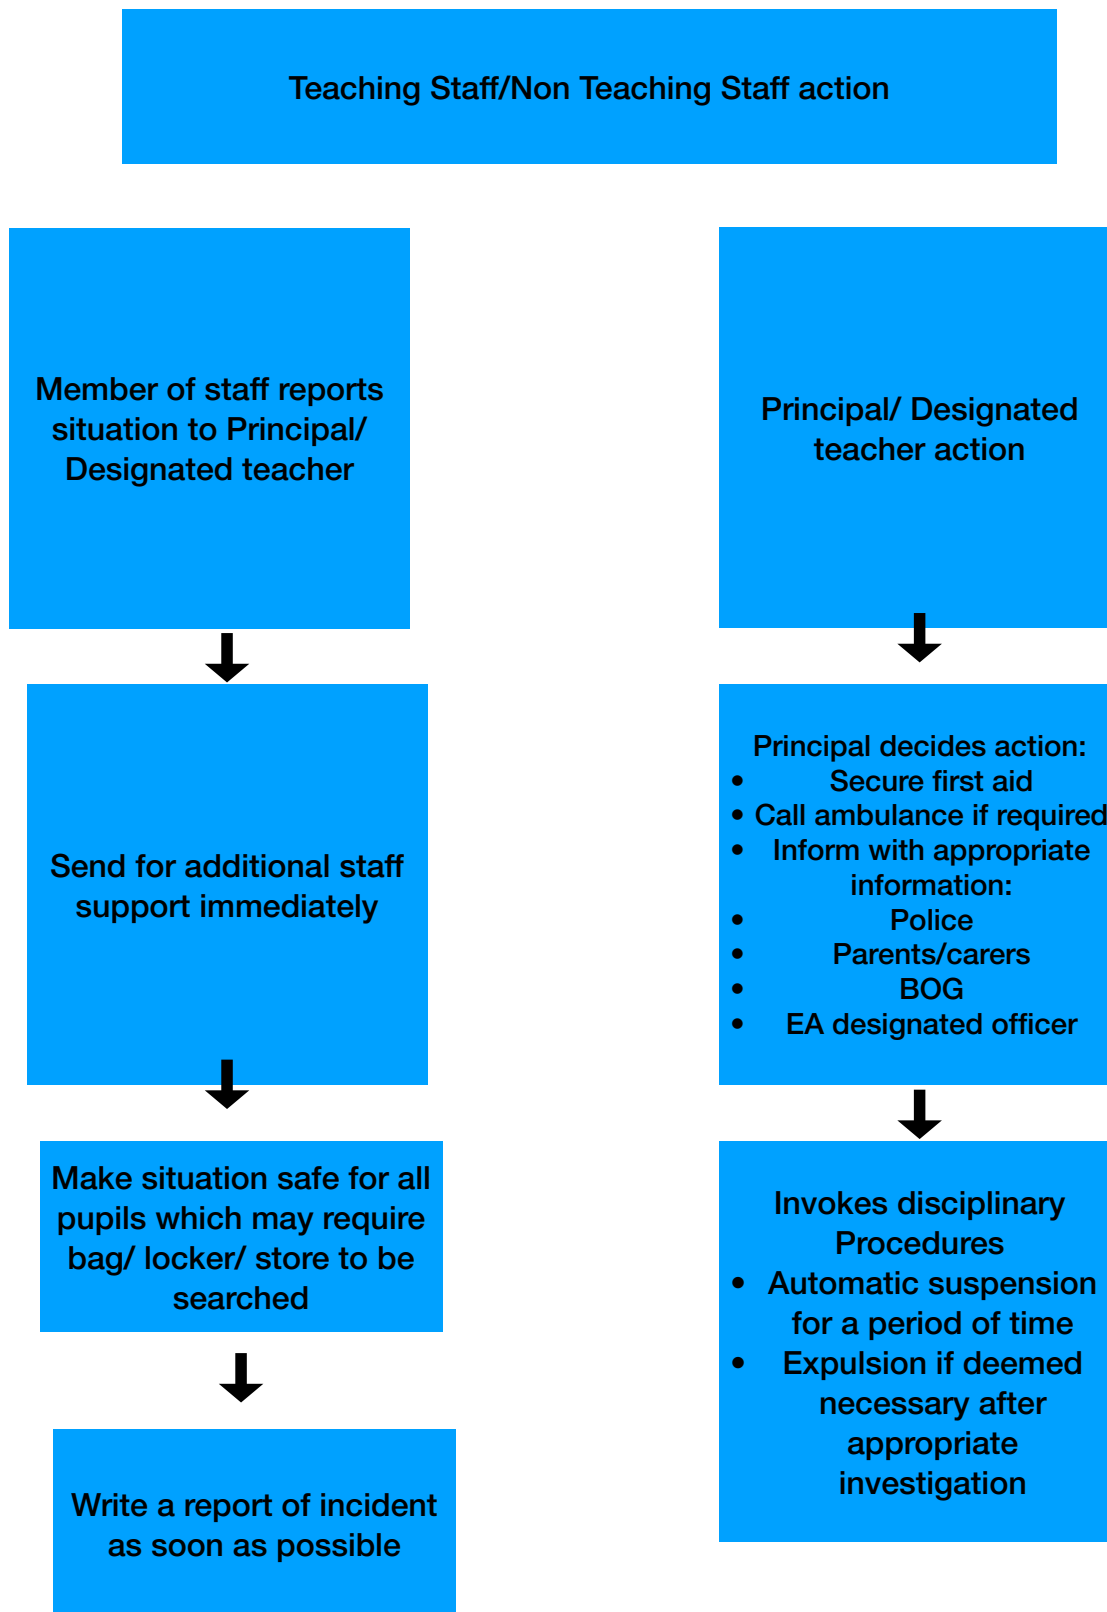 Teaching Staff/Non Teaching Staff action
Member of staff reports
situation to Principal/
Designated teacher
Send for additional staff
support immediately
Make situation safe for all
pupils which may require
bag/ locker/ store to be
searched
Write a report of incident
as soon as possible
Principal/ Designated
teacher action
Principal decides action:
• Secure first aid
• Call ambulance if required
• Inform with appropriate
information:
• Police
• Parents/carers
• BOG
• EA designated officer
Invokes disciplinary
Procedures
• Automatic suspension
for a period of time
• Expulsion if deemed
necessary after
appropriate
investigation